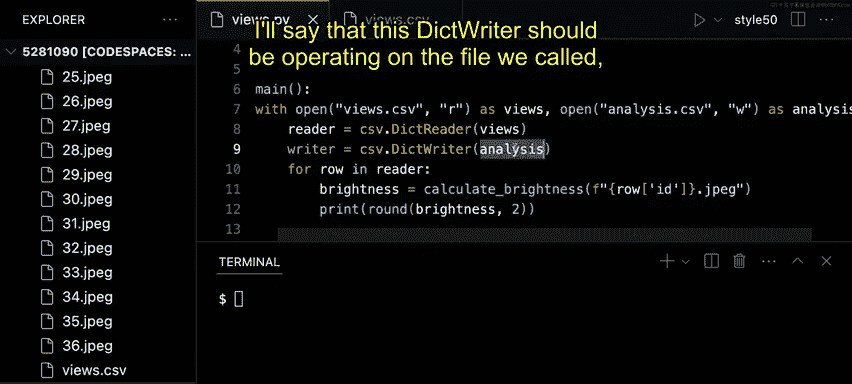 I'll say that this DictWriter should
be operating on the file we called,
EXPLORER
views.py
views.csv
style50
5281090 [CODESPACES: ...
25.jpeg
26.jpeg
27.jpeg
28.jpeg
29.jpeg
30.jpeg
31.jpeg
32.jpeg
33.jpeg
34.jpeg
35.jpeg
36.jpeg
views.csv
4
5
6 main():
7 with open("views.csv", "r") as views, open("analysis.csv", "w") as analysis
8 reader = csv.DictReader(views)
9 writer = csv.DictWriter(analysis)
10 for row in reader:
11 brightness = calculate_brightness(f"{row['id']}.jpeg")
12 print(round(brightness, 2))
13
TERMINAL
$